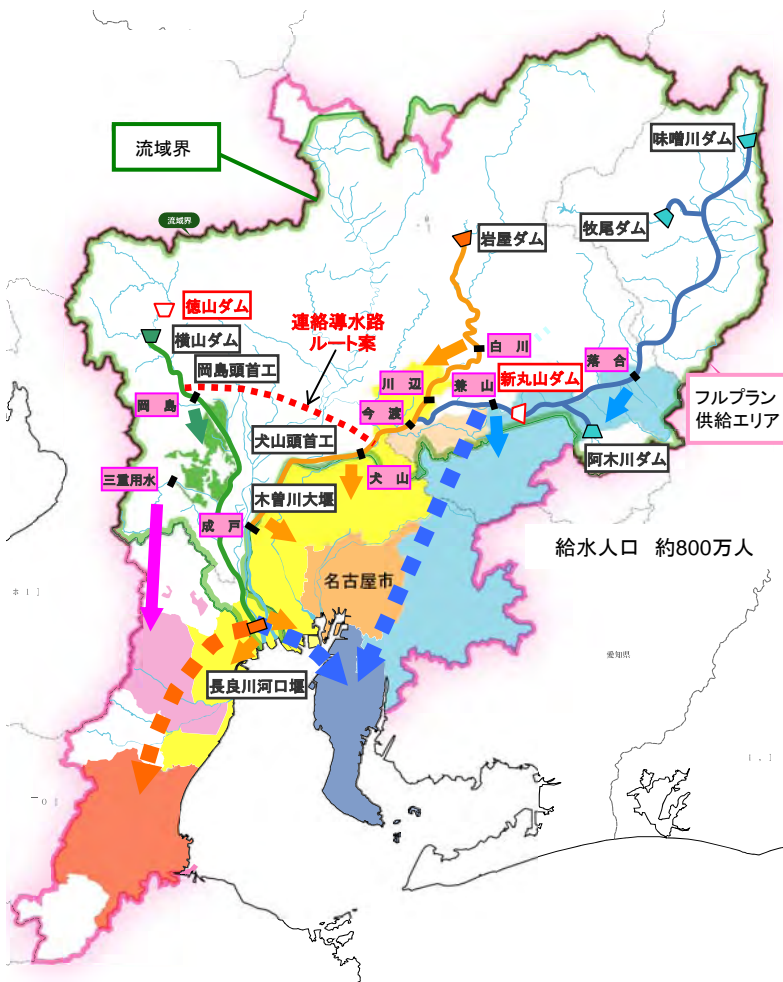 流域界
味噌川ダム
流域界
岩屋ダム
牧尾ダム
徳山ダム
横山ダム
連絡導水路
ルート案
白川
岡島頭首工
川辺
兼山
新丸山ダム
落合
フルプラン
供給エリア
岡島
今渡
犬山頭首工
阿木川ダム
三重用水
犬山
木曽川大堰
成戸
給水人口 約800万人
名古屋市
愛知県
長良川河口堰